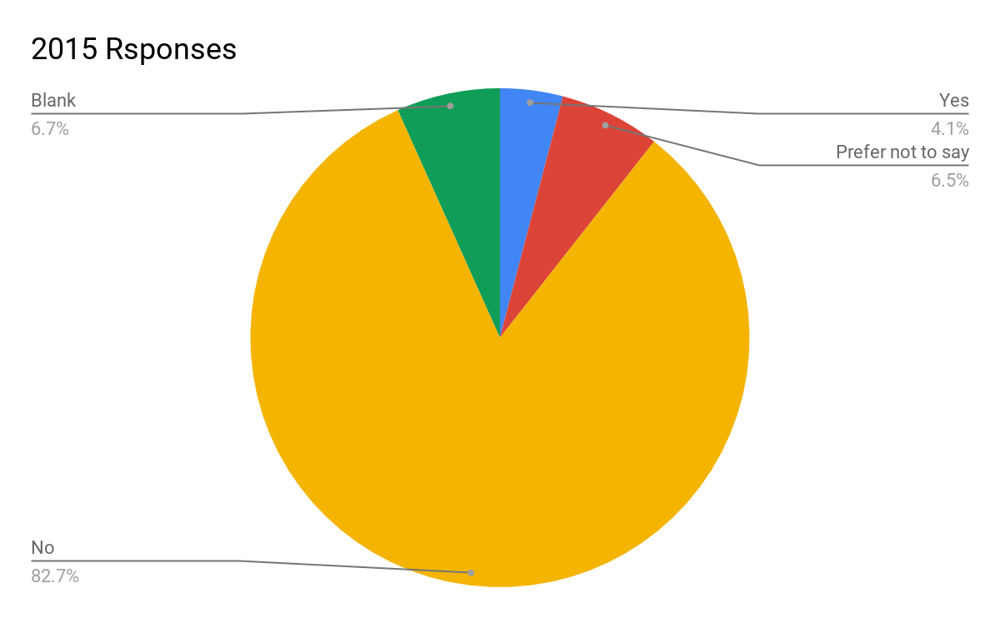 2015 Rsponses
Blank
6.7%
Yes
4.1%
Prefer not to say
6.5%
No
82.7%